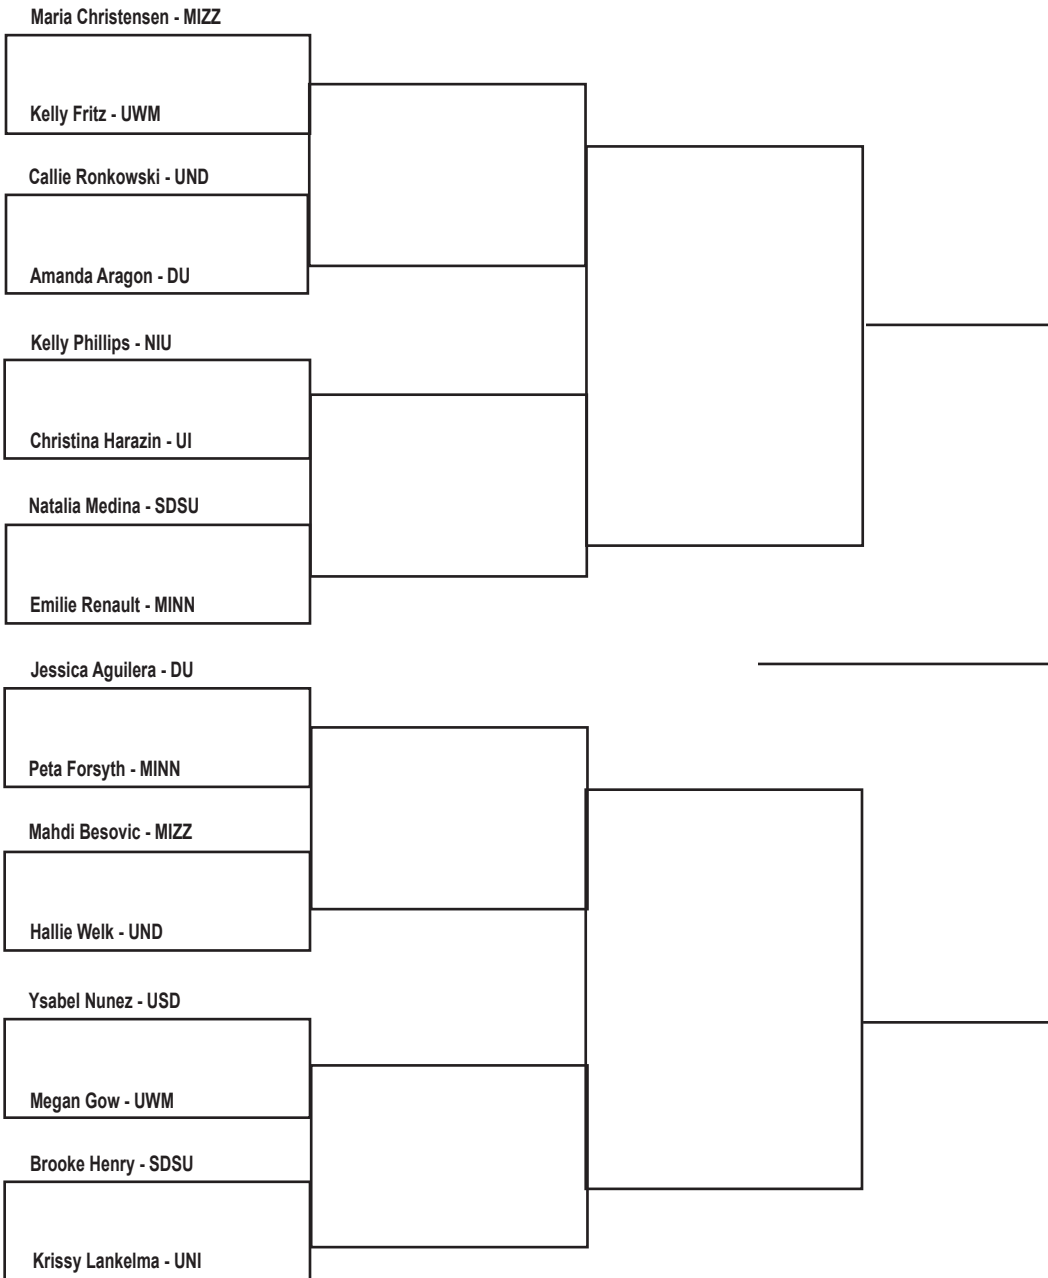 Maria Christensen - MIZZ
Kelly Fritz - UWM
Callie Ronkowski - UND
Amanda Aragon - DU
Kelly Phillips - NIU
Christina Harazin - UI
Natalia Medina - SDSU
Emilie Renault - MINN
Jessica Aguilera - DU
Peta Forsyth - MINN
Mahdi Besovic - MIZZ
Hallie Welk - UND
Ysabel Nunez - USD
Megan Gow - UWM
Brooke Henry - SDSU
Krissy Lankelma - UNI